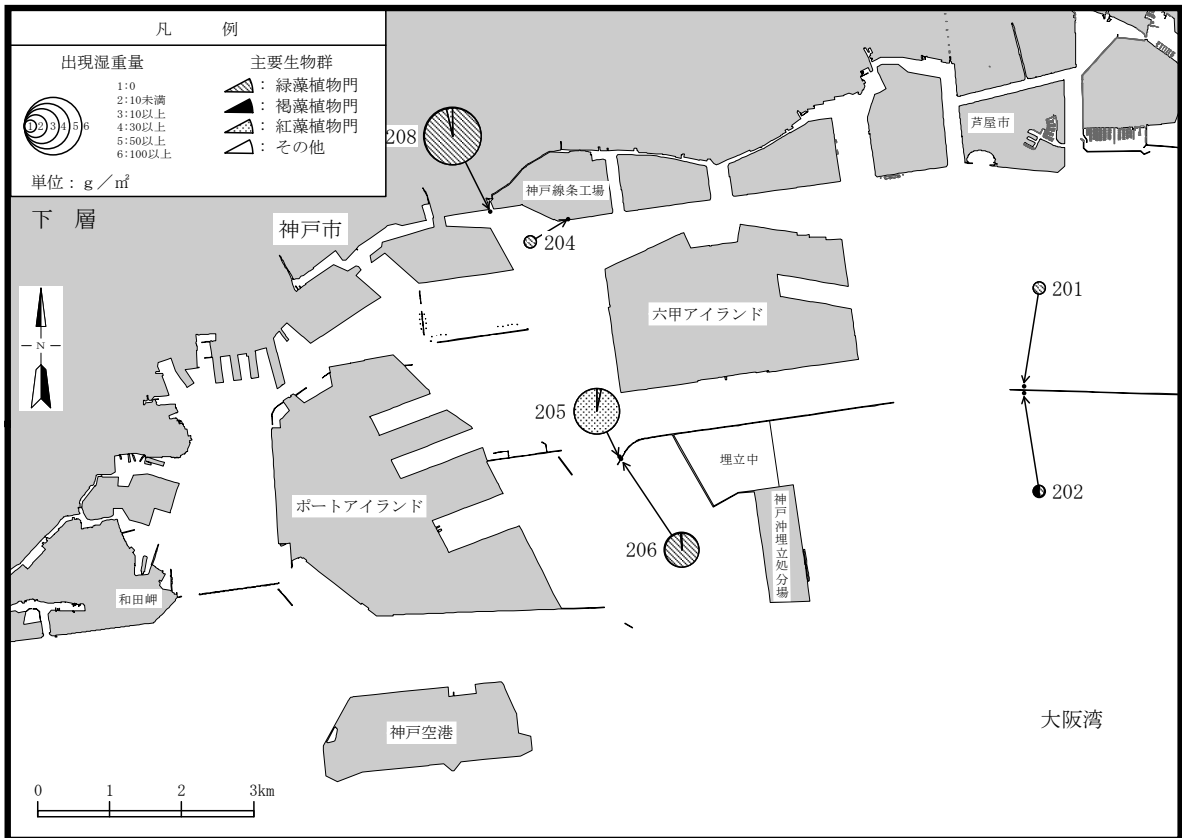 凡 例
出現湿重量
1:0
2:10未満
3:10以上
4:30以上
5:50以上
6:100以上
1 2 3 4 5 6
単位：g／㎡
主要生物群
： 緑藻植物門
： 褐藻植物門
： 紅藻植物門
： その他
下 層
神戸市
208
神戸線条工場
204
芦屋市
N
六甲アイランド
201
205
埋立中
202
ポートアイランド
神戸沖埋立処分場
206
和田岬
神戸空港
大阪湾
0 1 2 3km